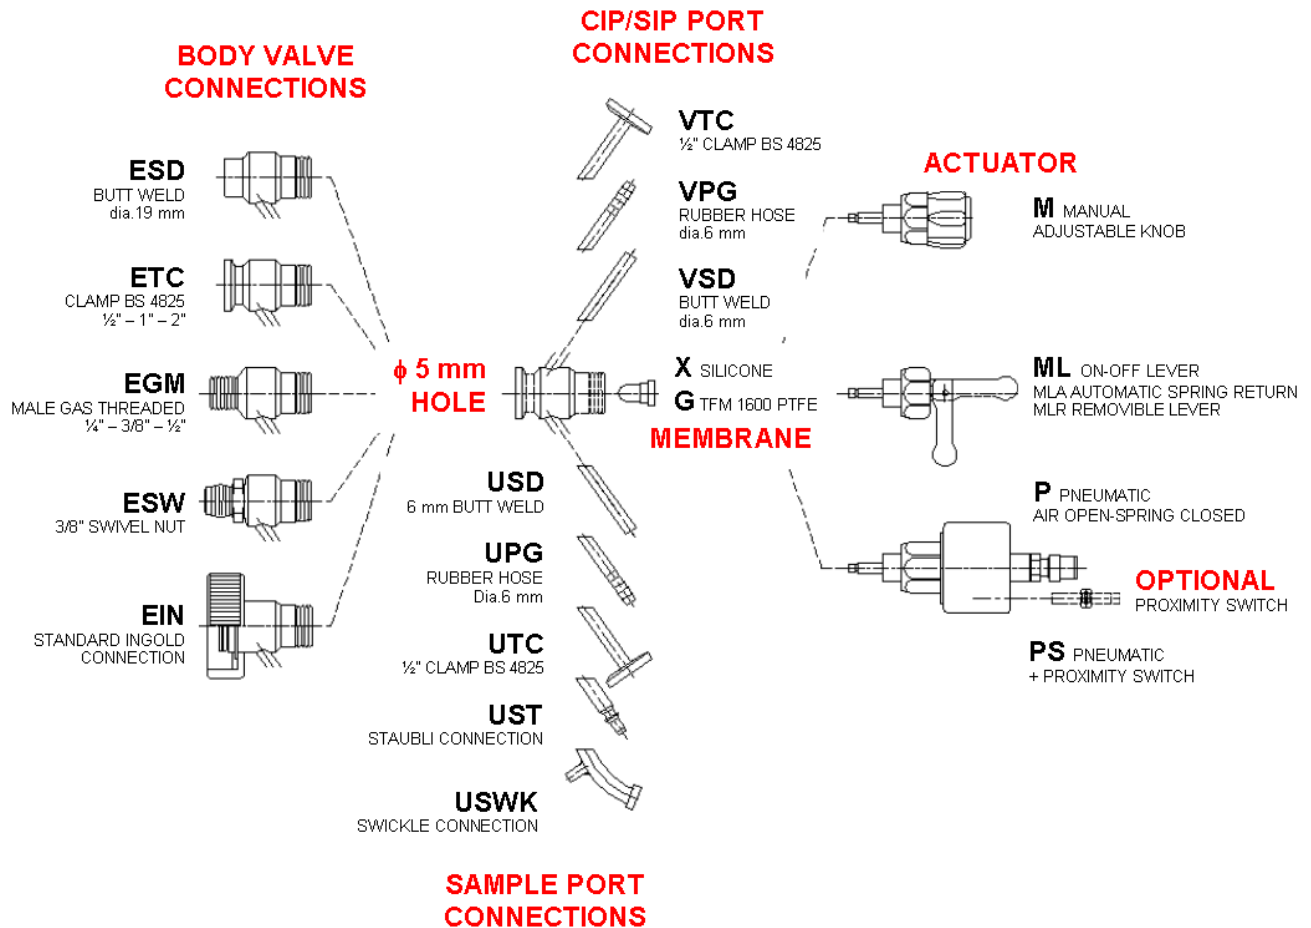 BODY VALVE
CONNECTIONS
ESD
BUTT WELD
dia.19 mm
ETC
CLAMP BS 4825
½" – 1" – 2"
EGM
MALE GAS THREADED
¼" – 3/8" – ½"
ESW
3/8" SWIVEL NUT
EIN
STANDARD INGOLD
CONNECTION
ϕ 5 mm
HOLE
CIP/SIP PORT
CONNECTIONS
VTC
½" CLAMP BS 4825
VPG
RUBBER HOSE
dia.6 mm
VSD
BUTT WELD
dia.6 mm
X SILICONE
G TFM 1600 PTFE
MEMBRANE
USD
6 mm BUTT WELD
UPG
RUBBER HOSE
Dia.6 mm
UTC
½" CLAMP BS 4825
UST
STAUBLI CONNECTION
USWK
SWICKLE CONNECTION
SAMPLE PORT
CONNECTIONS
ACTUATOR
M MANUAL
ADJUSTABLE KNOB
ML ON-OFF LEVER
MLA AUTOMATIC SPRING RETURN
MLR REMOVIBLE LEVER
P PNEUMATIC
AIR OPEN-SPRING CLOSED
OPTIONAL
PROXIMITY SWITCH
PS PNEUMATIC
+ PROXIMITY SWITCH